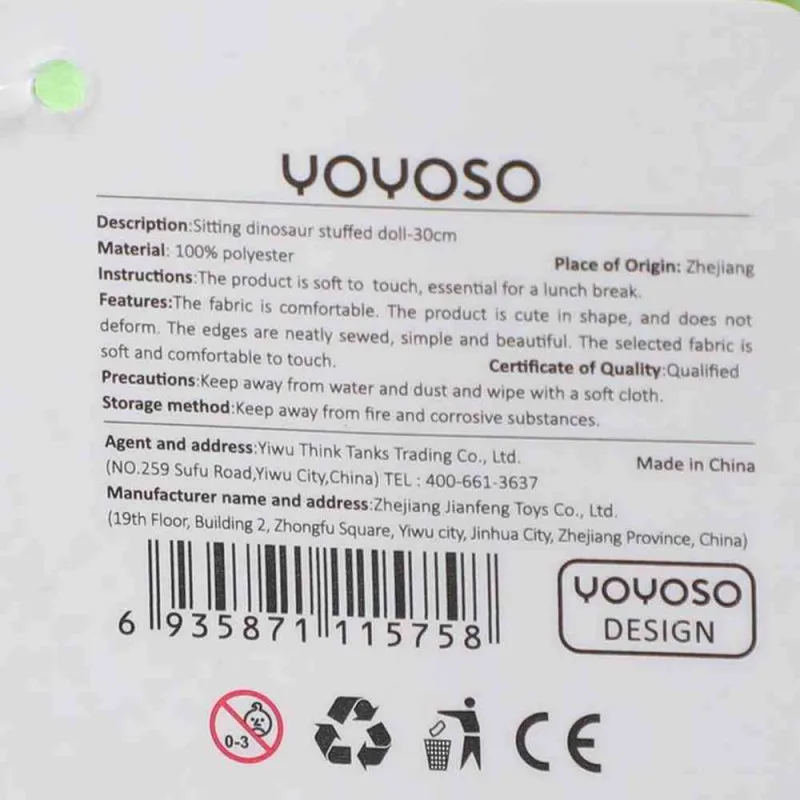 YOYOSO
Description:Sitting dinosaur stuffed doll-30cm
Material: 100% polyester
Place of Origin: Zhejiang
Instructions:The product is soft to touch, essential for a lunch break.
Features:The fabric is comfortable. The product is cute in shape, and does not
deform. The edges are neatly sewed, simple and beautiful. The selected fabric is
soft and comfortable to touch.
Certificate of Quality:Qualified
Precautions:Keep away from water and dust and wipe with a soft cloth.
Storage method:Keep away from fire and corrosive substances.
Agent and address:Yiwu Think Tanks Trading Co., Ltd.
(NO.259 Sufu Road,Yiwu City,China) TEL : 400-661-3637
Made in China
Manufacturer name and address:Zhejiang Jianfeng Toys Co., Ltd.
(19th Floor, Building 2, Zhongfu Square, Yiwu city, Jinhua City, Zhejiang Province, China)
6 935871 115758
YOYOSO
DESIGN
0-3
CE